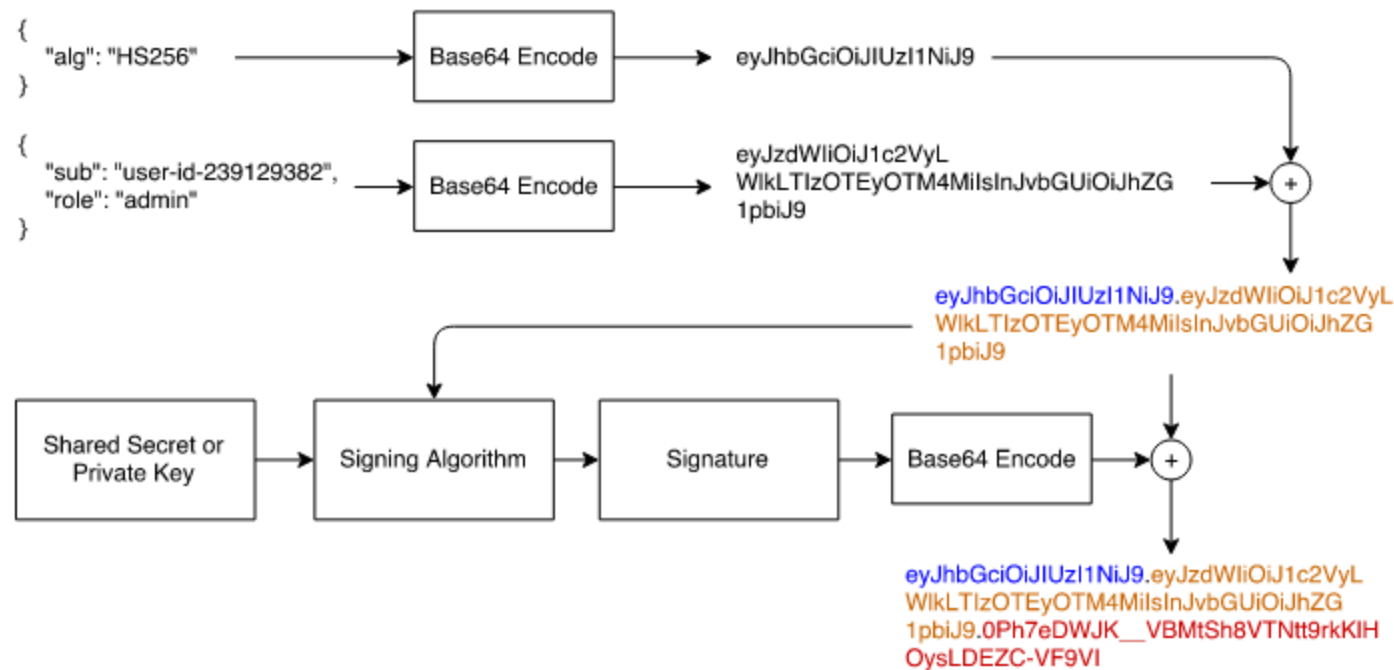 {
"alg": "HS256"
}
Base64 Encode
eyJhbGciOiJIUzI1NiJ9
{
"sub": "user-id-239129382",
"role": "admin"
}
Base64 Encode
eyJzdWIiOiJ1c2VyL
WlkLTIzOTEyOTM4MiIsInJvbGUiOiJhZG
1pbiJ9
+
eyJhbGciOiJIUzI1NiJ9.eyJzdWIiOiJ1c2VyL
WlkLTIzOTEyOTM4MiIsInJvbGUiOiJhZG
1pbiJ9
Shared Secret or
Private Key
Signing Algorithm
Signature
Base64 Encode
+
eyJhbGciOiJIUzI1NiJ9.eyJzdWIiOiJ1c2VyL
WlkLTIzOTEyOTM4MiIsInJvbGUiOiJhZG
1pbiJ9.0Ph7eDWJK__VBMtSh8VTNtt9rkKIH
OysLDEZC-VF9VI